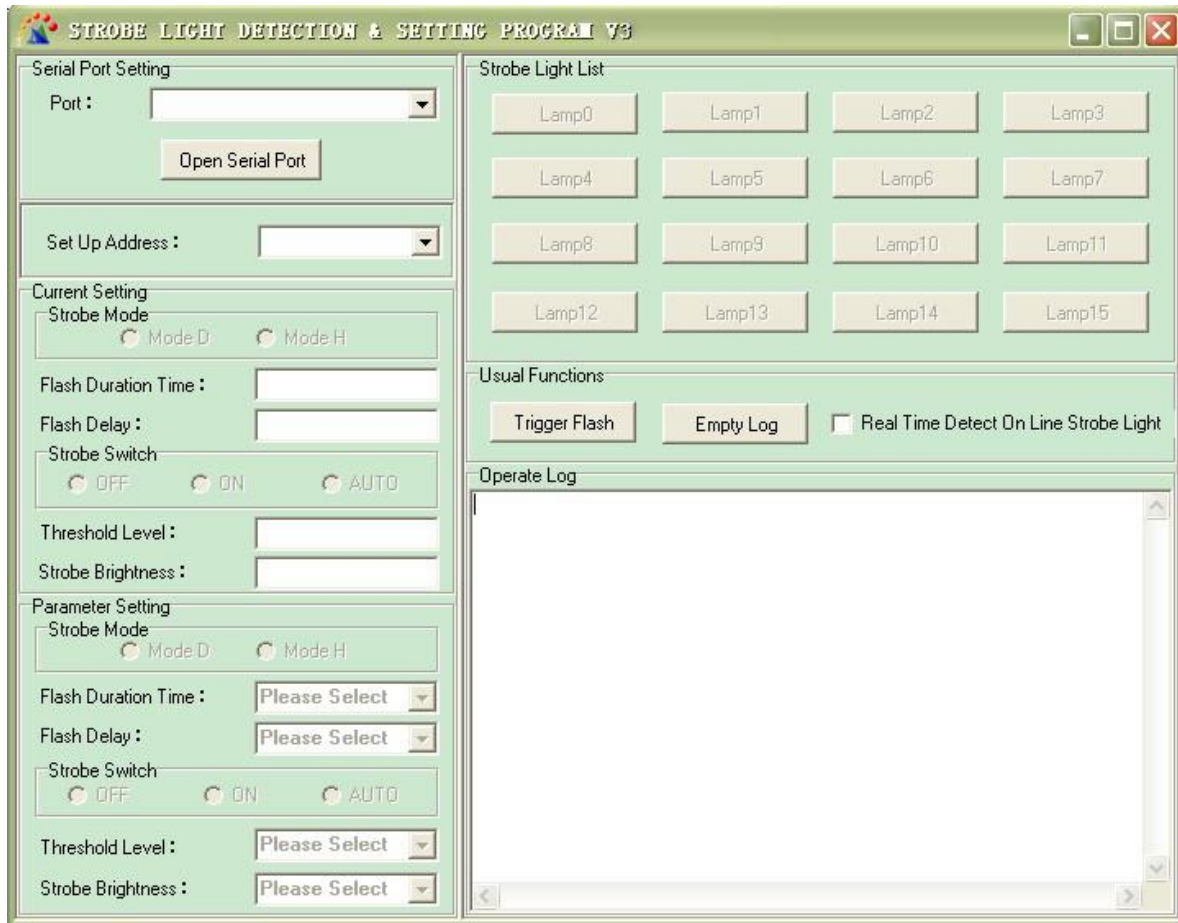 STROBE LIGHT DETECTION & SETTING PROGRAM V3
Serial Port Setting
Port:
Open Serial Port
Set Up Address:
Current Setting
Strobe Mode
Mode D Mode H
Flash Duration Time:
Flash Delay:
Strobe Switch
OFF ON AUTO
Threshold Level:
Strobe Brightness:
Parameter Setting
Strobe Mode
Mode D Mode H
Flash Duration Time: Please Select
Flash Delay: Please Select
Strobe Switch
OFF ON AUTO
Threshold Level: Please Select
Strobe Brightness: Please Select
Strobe Light List
Lamp0 Lamp1 Lamp2 Lamp3
Lamp4 Lamp5 Lamp6 Lamp7
Lamp8 Lamp9 Lamp10 Lamp11
Lamp12 Lamp13 Lamp14 Lamp15
Usual Functions
Trigger Flash Empty Log Real Time Detect On Line Strobe Light
Operate Log